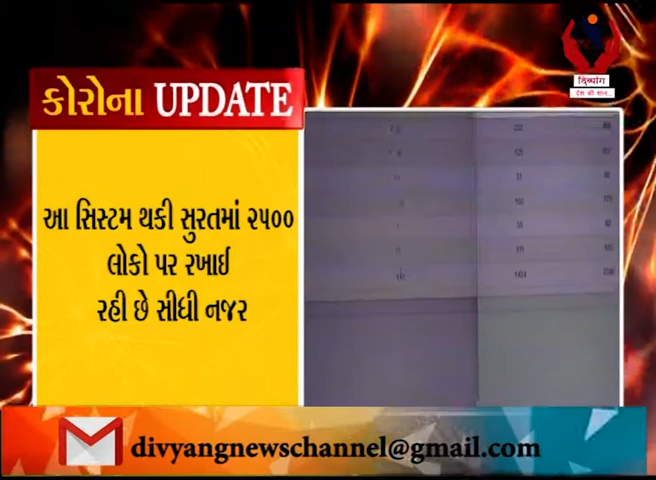 दिव्यांग
देश की शान..
કોરોના UPDATE
આ સિસ્ટમ થકી સુરતમાં ૨૫૦૦
લોકો પર રખાઈ
રહી છે સીધી નજર
divyangnewschannel@gmail.com